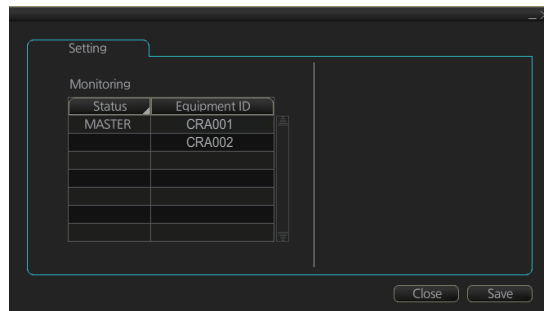 Setting
Monitoring
Status Equipment ID
MASTER CRA001
CRA002
Close Save